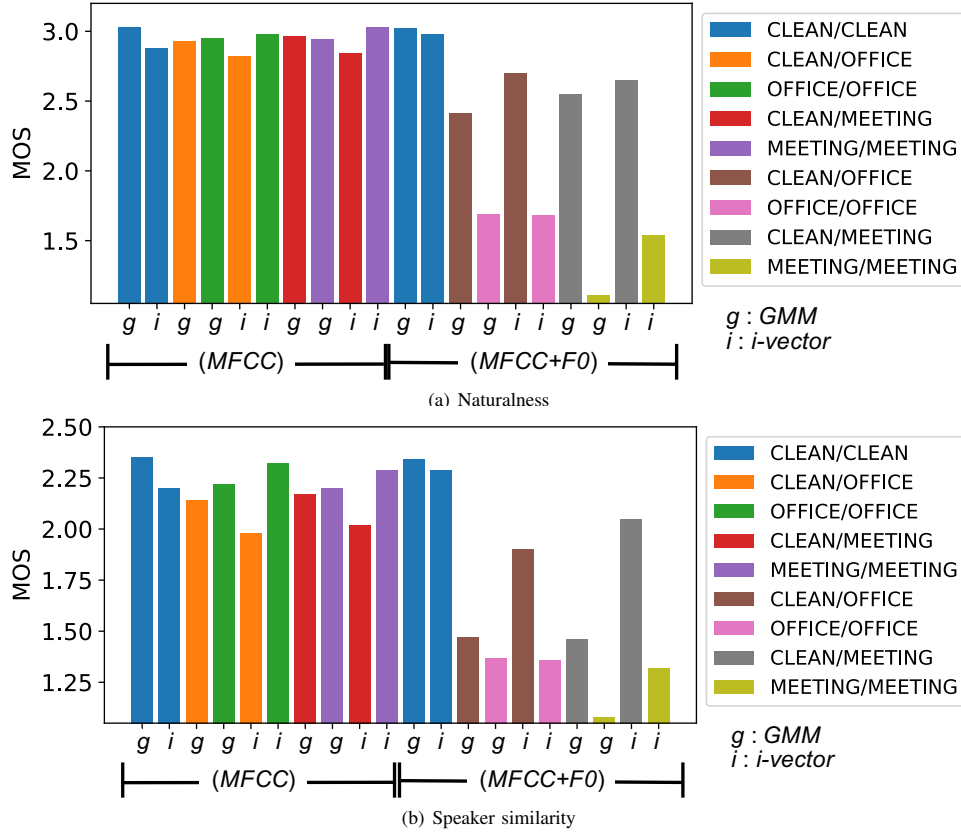 3.0
2.5
2.0
1.5
MOS
g i g g i i g g i i g i g g i i g g i i
(MFCC) (MFCC+F0)
CLEAN/CLEAN
CLEAN/OFFICE
OFFICE/OFFICE
CLEAN/MEETING
MEETING/MEETING
CLEAN/OFFICE
OFFICE/OFFICE
CLEAN/MEETING
MEETING/MEETING
g : GMM
i : i-vector
(a) Naturalness
2.50
2.25
2.00
1.75
1.50
1.25
MOS
g i g g i i g g i i g i g g i i g g i i
(MFCC) (MFCC+F0)
CLEAN/CLEAN
CLEAN/OFFICE
OFFICE/OFFICE
CLEAN/MEETING
MEETING/MEETING
CLEAN/OFFICE
OFFICE/OFFICE
CLEAN/MEETING
MEETING/MEETING
g : GMM
i : i-vector
(b) Speaker similarity